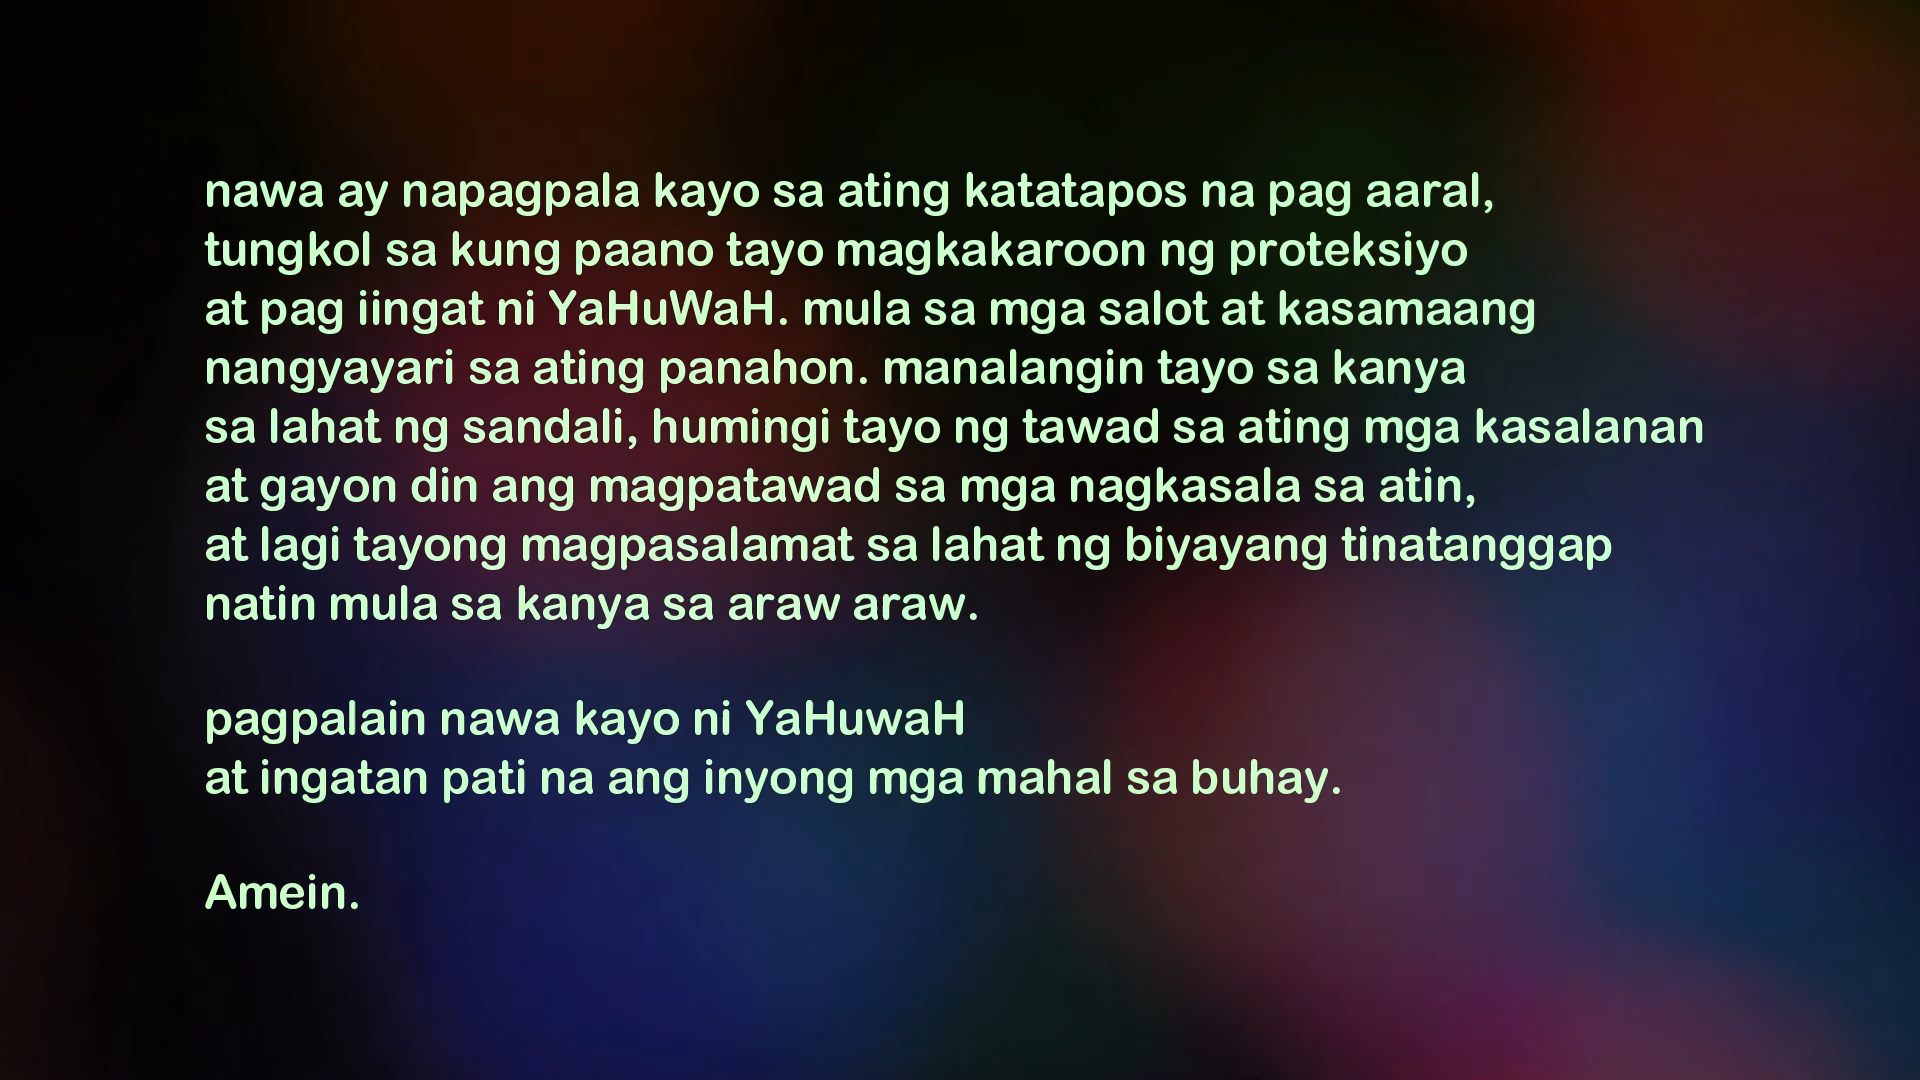 nawa ay napagpala kayo sa ating katatapos na pag aaral,
tungkol sa kung paano tayo magkakaroon ng proteksiyo
at pag iingat ni YaHuWaH. mula sa mga salot at kasamaang
nangyayari sa ating panahon. manalangin tayo sa kanya
sa lahat ng sandali, humingi tayo ng tawad sa ating mga kasalanan
at gayon din ang magpatawad sa mga nagkasala sa atin,
at lagi tayong magpasalamat sa lahat ng biyayang tinatanggap
natin mula sa kanya sa araw araw.
pagpalain nawa kayo ni YaHuwaH
at ingatan pati na ang inyong mga mahal sa buhay.
Amein.